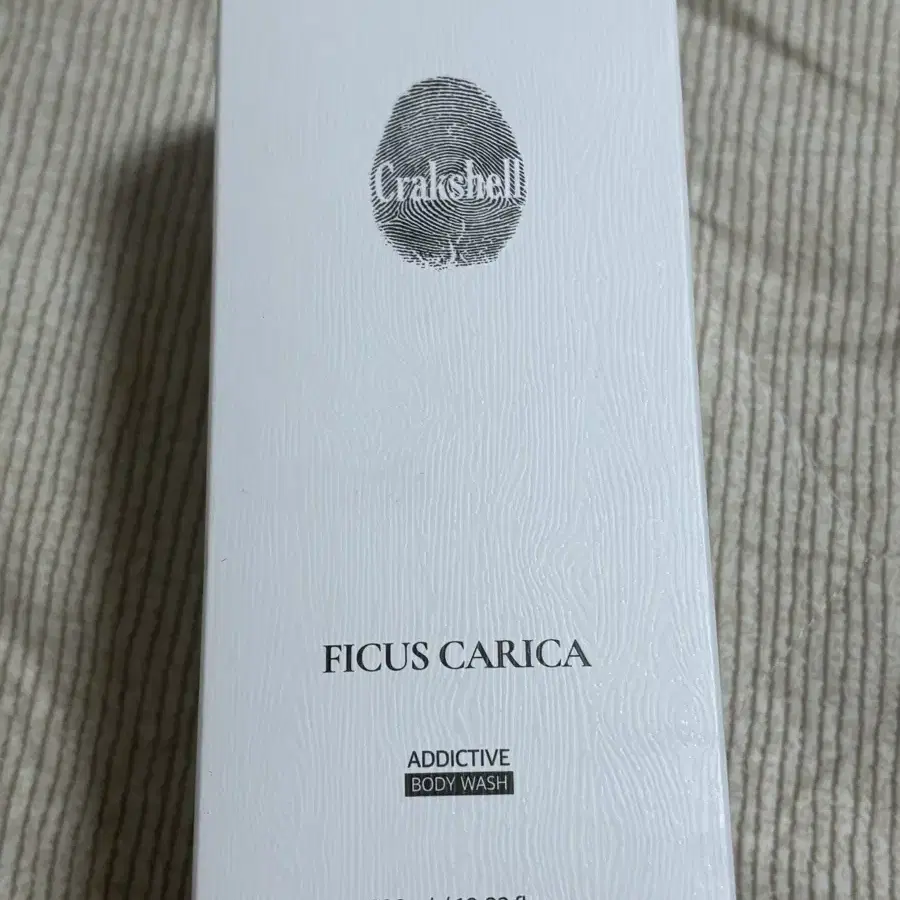 Crakshell
FICUS CARICA
ADDICTIVE
BODY WASH